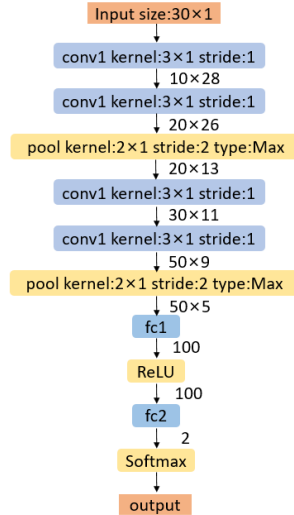 Input size:30×1
conv1 kernel:3×1 stride:1
10×28
conv1 kernel:3×1 stride:1
20×26
pool kernel:2×1 stride:2 type:Max
20×13
conv1 kernel:3×1 stride:1
30×11
conv1 kernel:3×1 stride:1
50×9
pool kernel:2×1 stride:2 type:Max
50×5
fc1
100
ReLU
100
fc2
2
Softmax
output